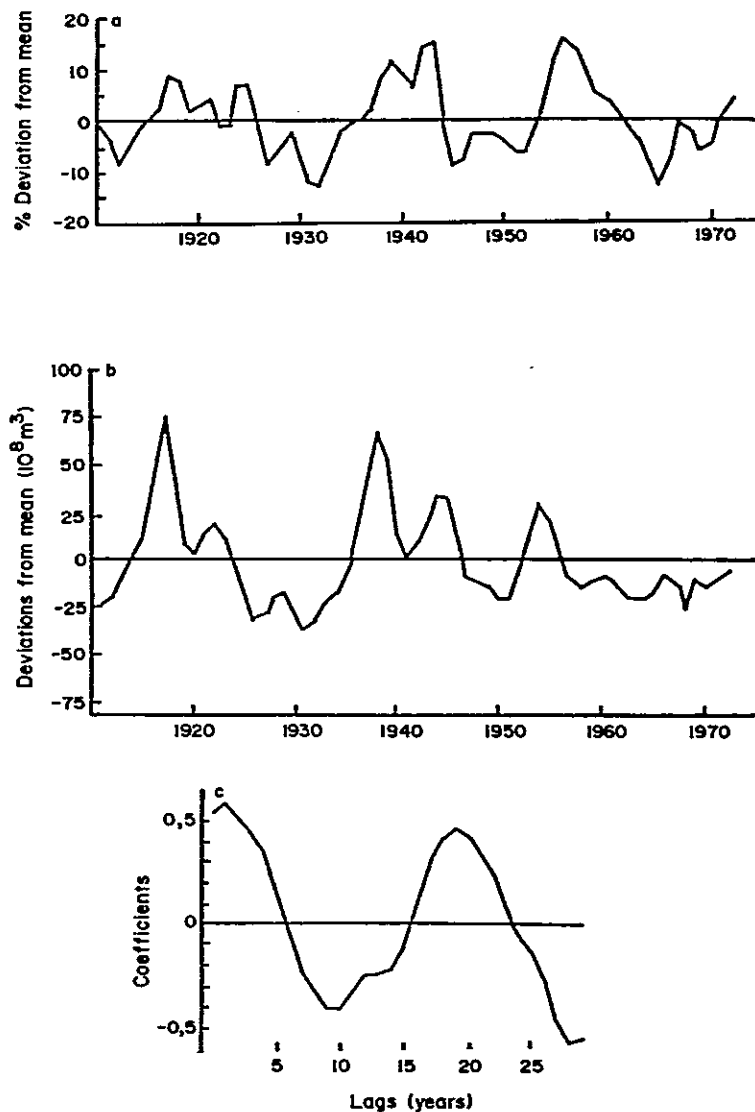 a
% Deviation from mean
20
10
0
-10
-20
1920 1930 1940 1950 1960 1970
b
Deviations from mean (10⁸m³)
100
75
50
25
0
-25
-50
-75
1920 1930 1940 1950 1960 1970
c
Coefficients
0,5
0
-0,5
5 10 15 20 25
Lags (years)